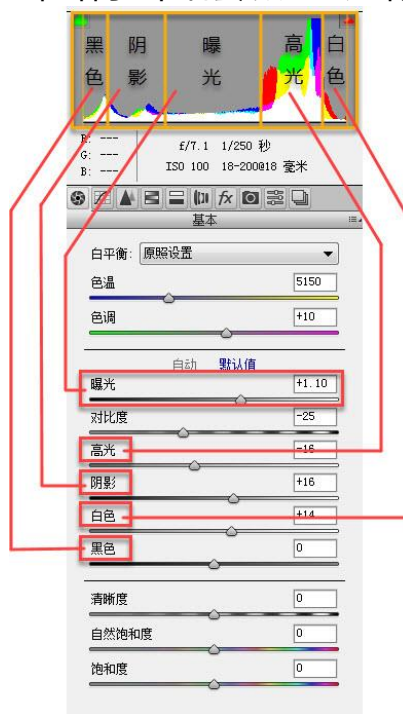 黑色 阴影 曝光 高光 白色
R: ---
G: ---
B: ---
f/7.1 1/250 秒
ISO 100 18-200@18 毫米
fx
基本
白平衡: 原照设置
色温 5150
色调 +10
自动 默认值
曝光 +1.10
对比度 -25
高光 -16
阴影 +16
白色 +14
黑色 0
清晰度 0
自然饱和度 0
饱和度 0